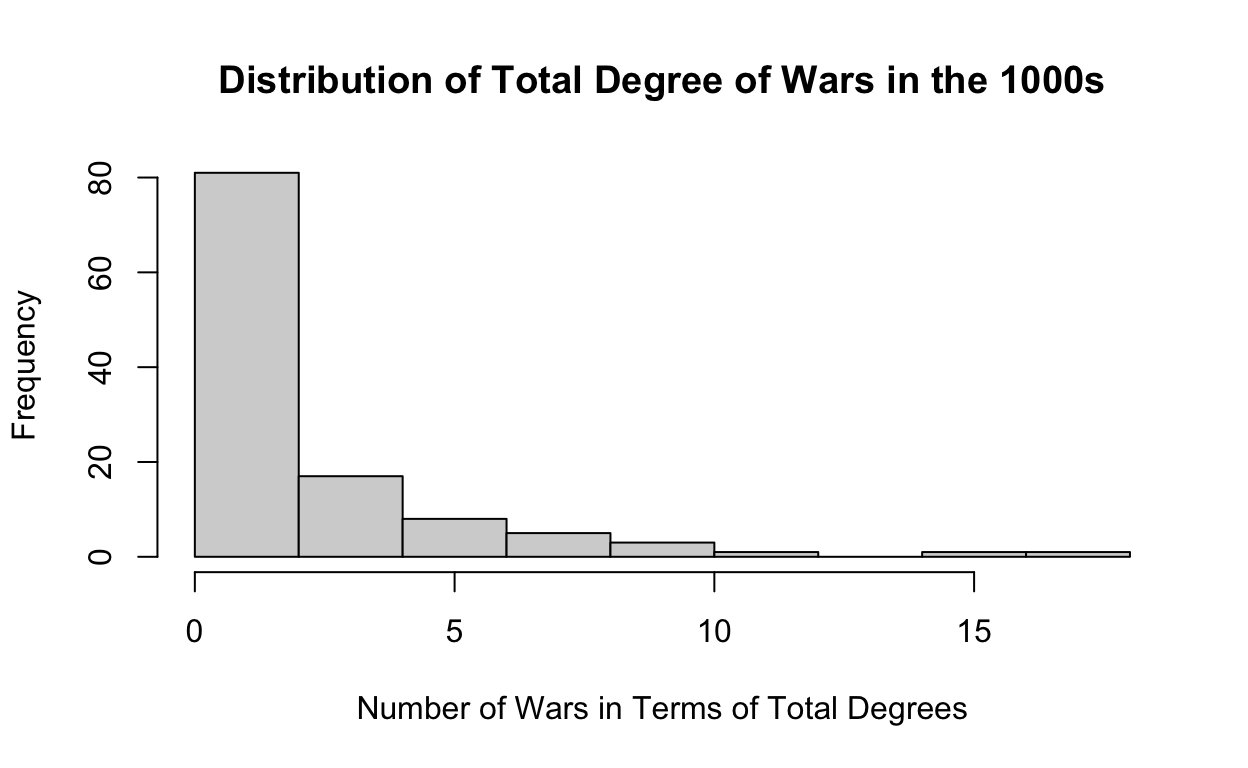 Distribution of Total Degree of Wars in the 1000s
Frequency
80
60
40
20
0
0 5 10 15
Number of Wars in Terms of Total Degrees